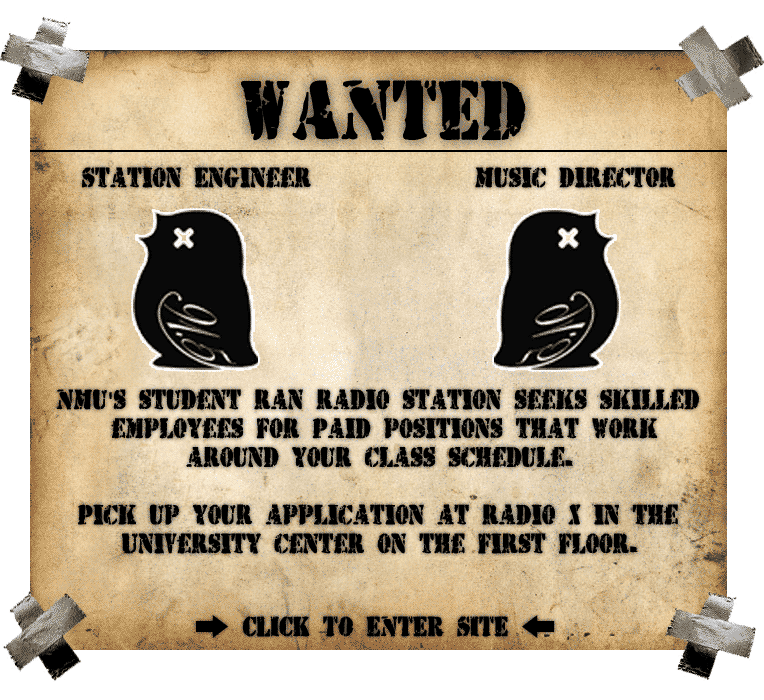 WANTED
STATION ENGINEER MUSIC DIRECTOR
NMU'S STUDENT RAN RADIO STATION SEEKS SKILLED
EMPLOYEES FOR PAID POSITIONS THAT WORK
AROUND YOUR CLASS SCHEDULE.
PICK UP YOUR APPLICATION AT RADIO X IN THE
UNIVERSITY CENTER ON THE FIRST FLOOR.
CLICK TO ENTER SITE